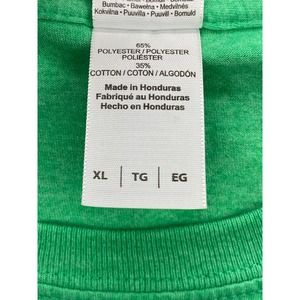 Bumbac • Bawełna • Medvilnės
Kokvilna • Puuvilla • Puuvill • Bomuld
65%
POLYESTER / POLYESTER
POLIÉSTER
35%
COTTON / COTON / ALGODÓN
Made in Honduras
Fabriqué au Honduras
Hecho en Honduras
XL | TG | EG